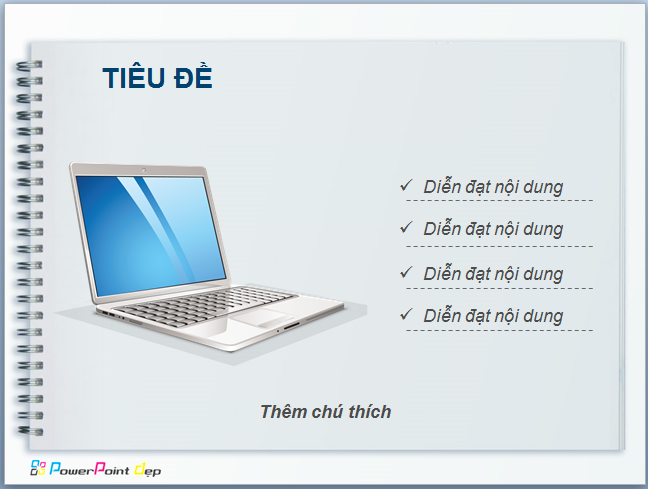 TIÊU ĐỀ
Diễn đạt nội dung
Diễn đạt nội dung
Diễn đạt nội dung
Diễn đạt nội dung
Thêm chú thích
PowerPoint đẹp